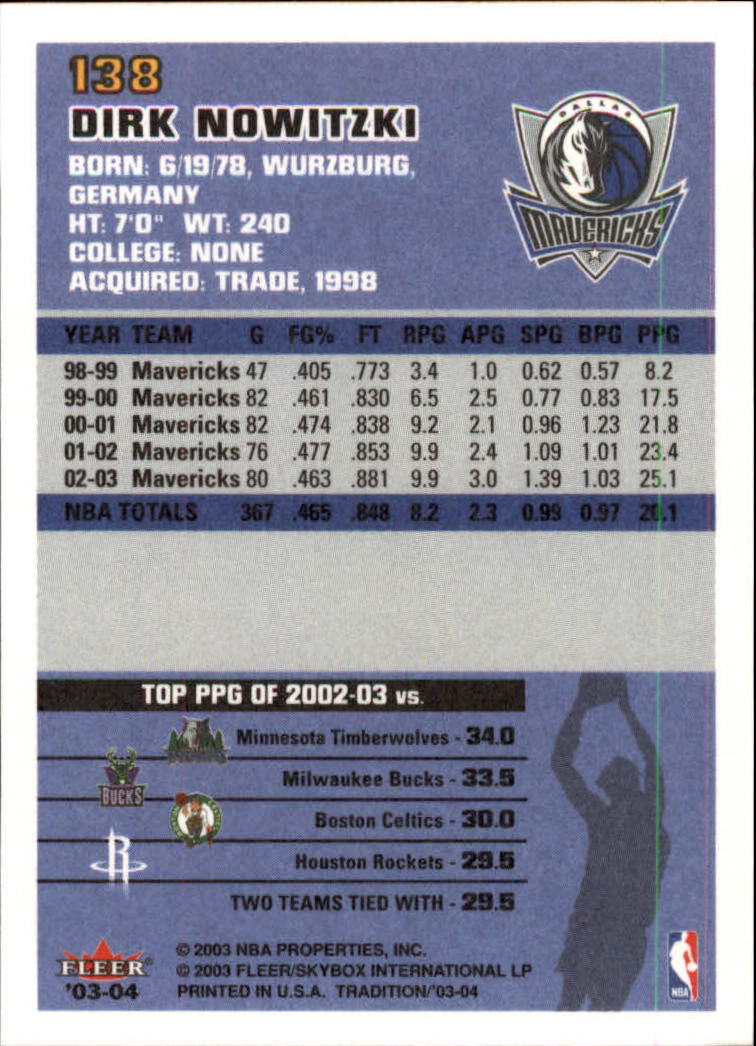 138
DIRK NOWITZKI
BORN: 6/19/78, WURZBURG,
GERMANY
HT: 7'0" WT: 240
COLLEGE: NONE
ACQUIRED: TRADE, 1998
DALLAS
MAVERICKS
YEAR TEAM G FG% FT RPG APG SPG BPG PPG
98-99 Mavericks 47 .405 .773 3.4 1.0 0.62 0.57 8.2
99-00 Mavericks 82 .461 .830 6.5 2.5 0.77 0.83 17.5
00-01 Mavericks 82 .474 .838 9.2 2.1 0.96 1.23 21.8
01-02 Mavericks 76 .477 .853 9.9 2.4 1.09 1.01 23.4
02-03 Mavericks 80 .463 .881 9.9 3.0 1.39 1.03 25.1
NBA TOTALS 367 .465 .848 8.2 2.3 0.99 0.97 20.1
TOP PPG OF 2002-03 vs.
Minnesota Timberwolves - 34.0
Milwaukee Bucks - 33.5
BUCKS
Boston Celtics - 30.0
Houston Rockets - 29.5
R
TWO TEAMS TIED WITH - 29.5
FLEER®
'03-04
© 2003 NBA PROPERTIES, INC.
© 2003 FLEER/SKYBOX INTERNATIONAL LP
PRINTED IN U.S.A. TRADITION/'03-04
NBA